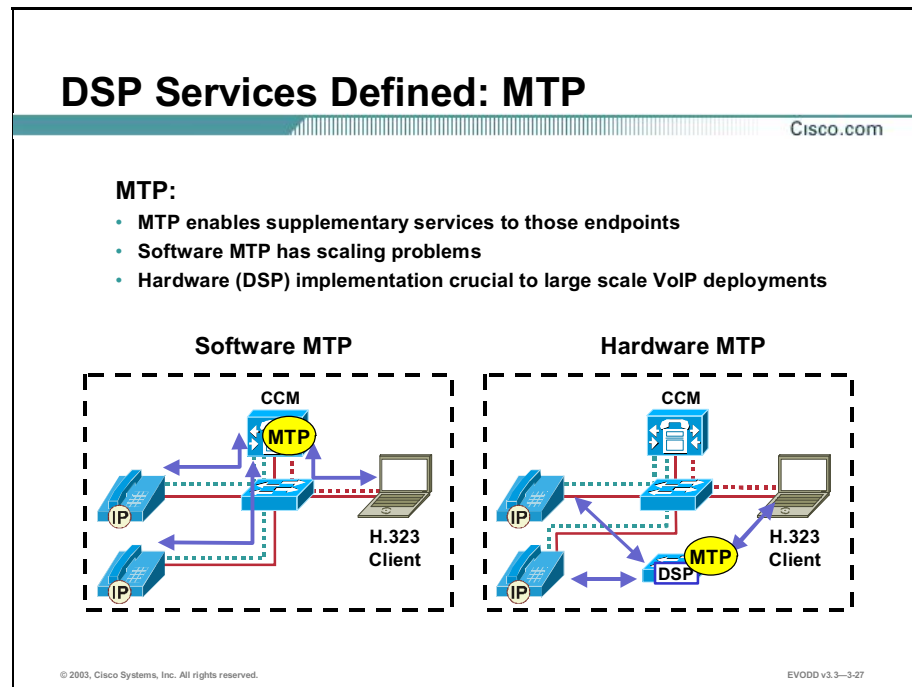 DSP Services Defined: MTP
Cisco.com
MTP:
• MTP enables supplementary services to those endpoints
• Software MTP has scaling problems
• Hardware (DSP) implementation crucial to large scale VoIP deployments
Software MTP
CCM
MTP
IP
IP
H.323
Client
Hardware MTP
CCM
IP
IP
DSP
MTP
H.323
Client
© 2003, Cisco Systems, Inc. All rights reserved.
EVODD v3.3—3-27